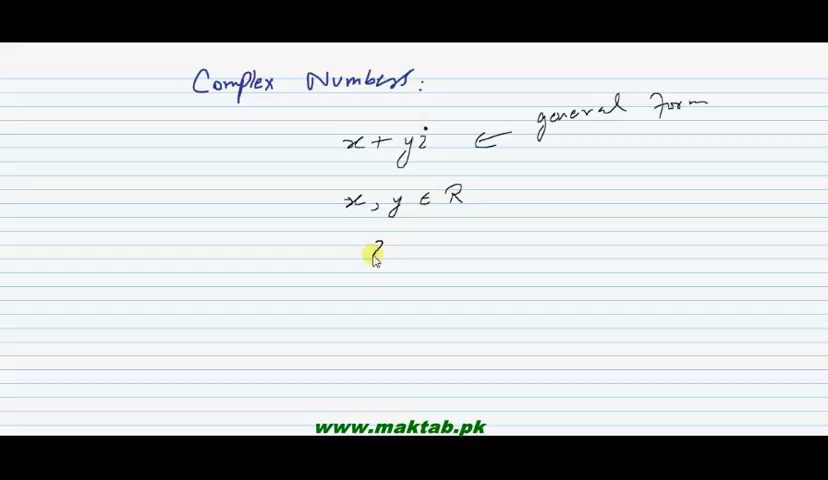 Complex Numbers:
x + yi ← general form
x, y ∈ R
www.maktab.pk